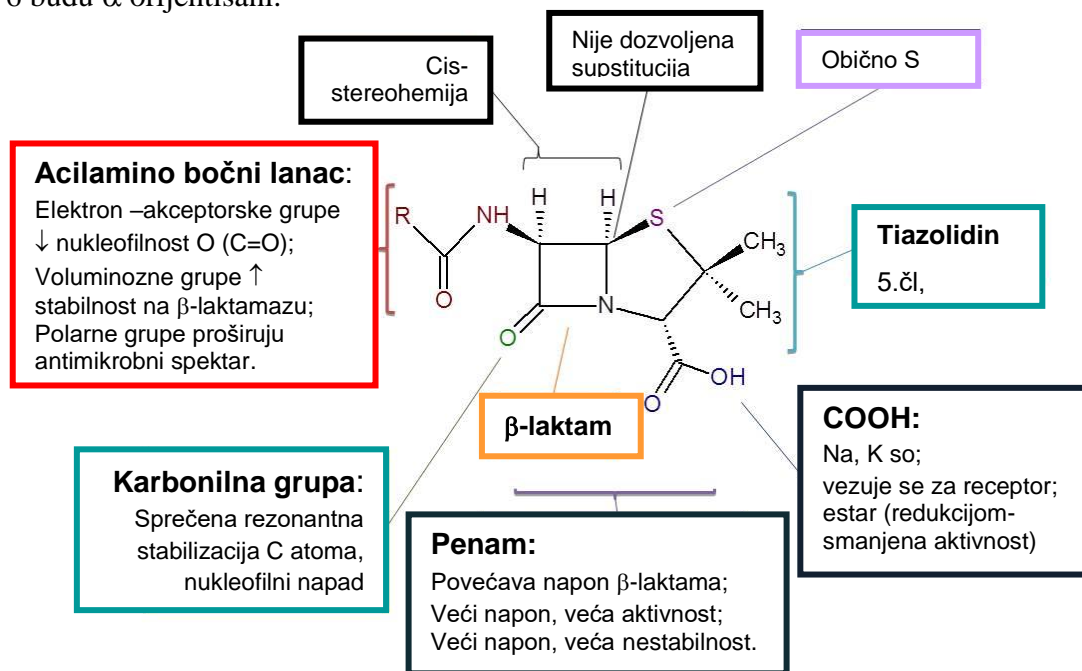 o budu α orijentisani.
Cis-
stereohemija
Nije dozvoljena
supstitucija
Obično S
Acilamino bočni lanac:
Elektron –akceptorske grupe
↓ nukleofilnost O (C=O);
Voluminozne grupe ↑
stabilnost na β-laktamazu;
Polarne grupe proširuju
antimikrobni spektar.
R
NH
H
H
S
CH3
CH3
N
O
O
O
OH
Tiazolidin
5.čl,
β-laktam
COOH:
Na, K so;
vezuje se za receptor;
estar (redukcijom-
smanjena aktivnost)
Karbonilna grupa:
Sprečena rezonantna
stabilizacija C atoma,
nukleofilni napad
Penam:
Povećava napon β-laktama;
Veći napon, veća aktivnost;
Veći napon, veća nestabilnost.